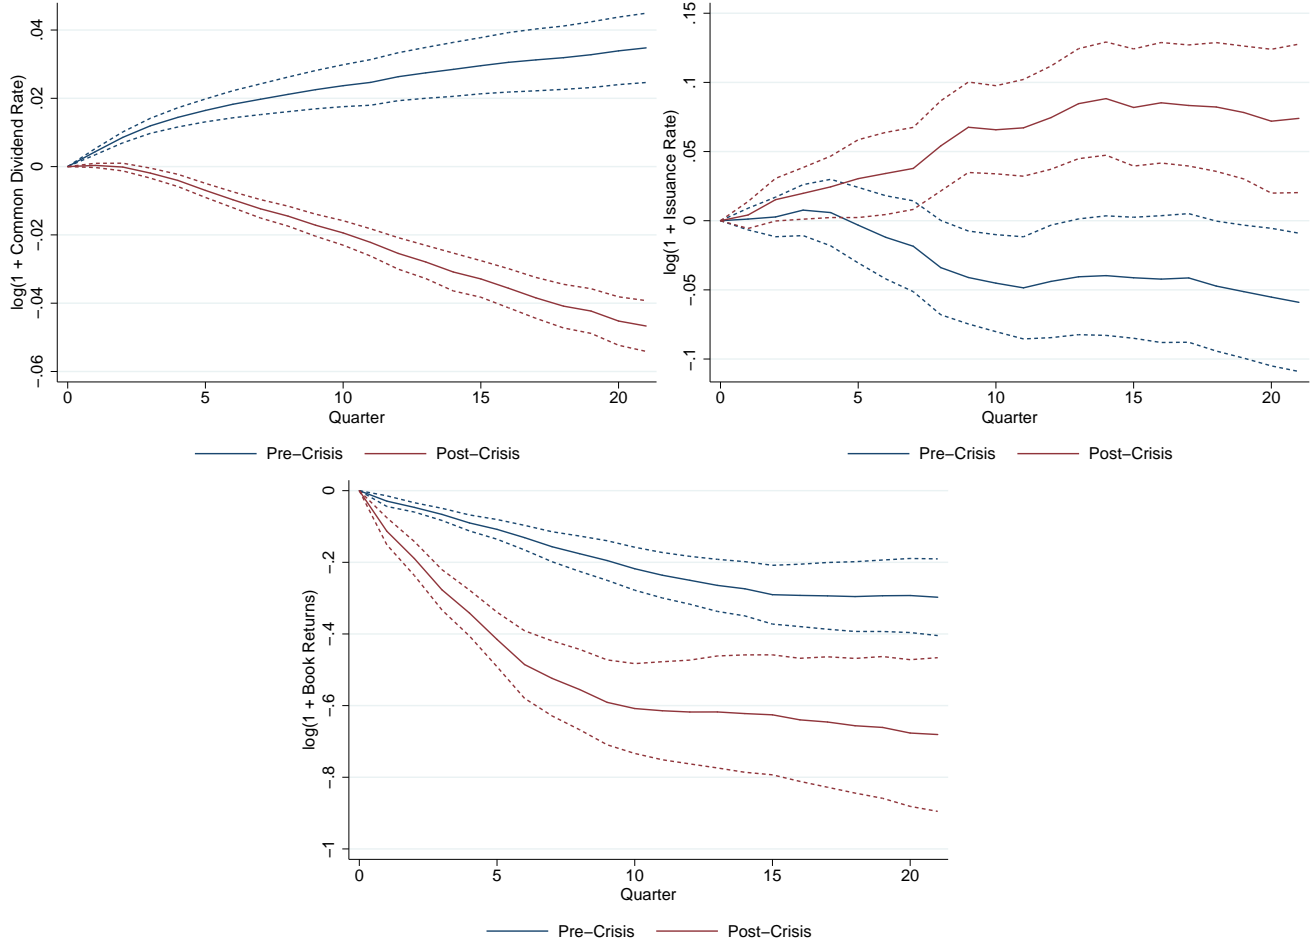 log(1 + Common Dividend Rate)
.04
.02
0
−.02
−.04
−.06
0 5 10 15 20
Quarter
Pre−Crisis Post−Crisis
log(1 + Issuance Rate)
.15
.1
.05
0
−.05
−.1
0 5 10 15 20
Quarter
Pre−Crisis Post−Crisis
log(1 + Book Returns)
0
−.2
−.4
−.6
−.8
−1
0 5 10 15 20
Quarter
Pre−Crisis Post−Crisis